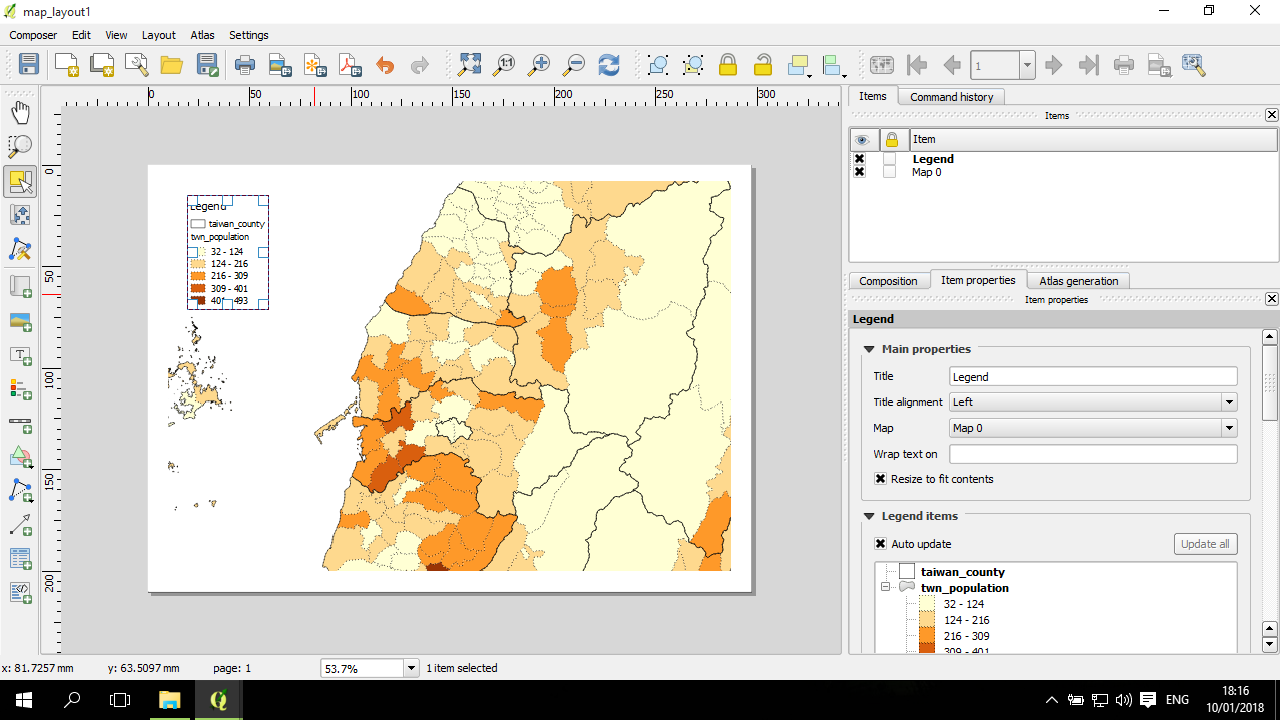 map_layout1
Composer Edit View Layout Atlas Settings
1:1
1
0 50 100 150 200 250 300
0
50
100
150
200
Legend
taiwan_county
twn_population
32 - 124
124 - 216
216 - 309
309 - 401
401 - 493
Items Command history
Items
Item
Legend
Map 0
Composition Item properties Atlas generation
Item properties
Legend
Main properties
Title Legend
Title alignment Left
Map Map 0
Wrap text on
Resize to fit contents
Legend items
Auto update Update all
taiwan_county
twn_population
32 - 124
124 - 216
216 - 309
309 - 401
x: 81.7257 mm y: 63.5097 mm page: 1 53.7% 1 item selected
ENG
18:16
10/01/2018